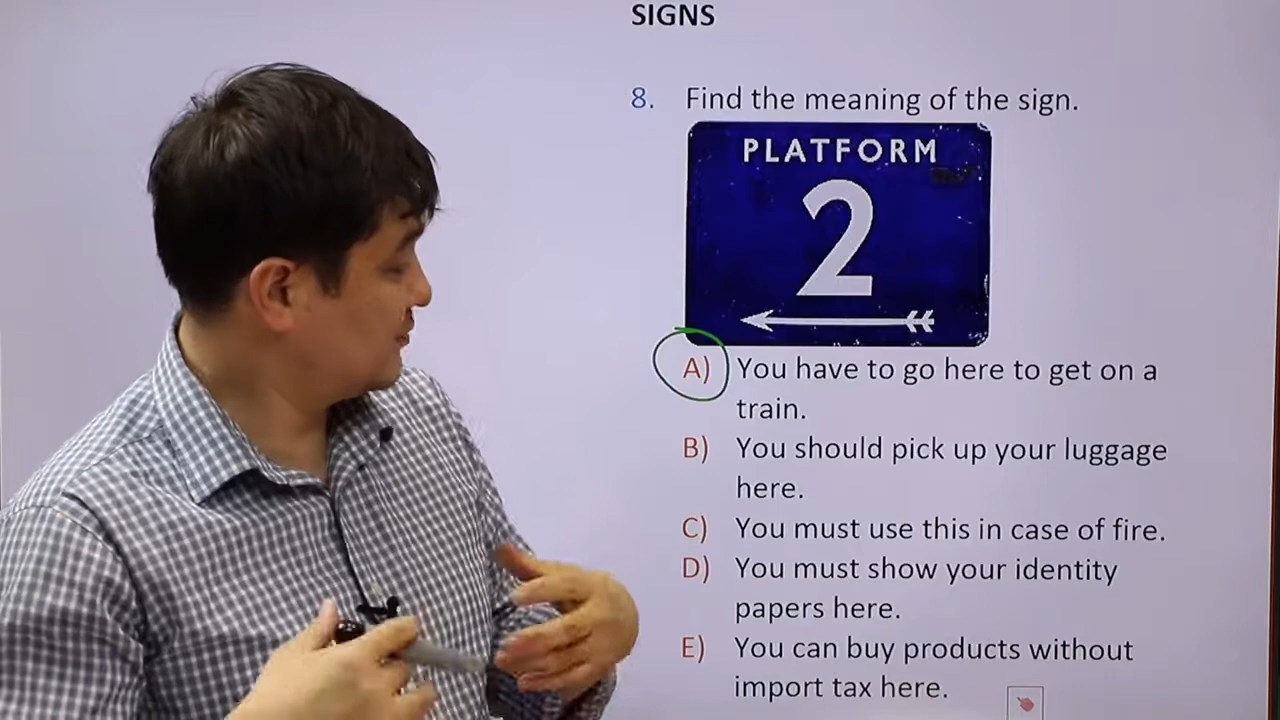 SIGNS
8. Find the meaning of the sign.
PLATFORM
2
A) You have to go here to get on a
train.
B) You should pick up your luggage
here.
C) You must use this in case of fire.
D) You must show your identity
papers here.
E) You can buy products without
import tax here.